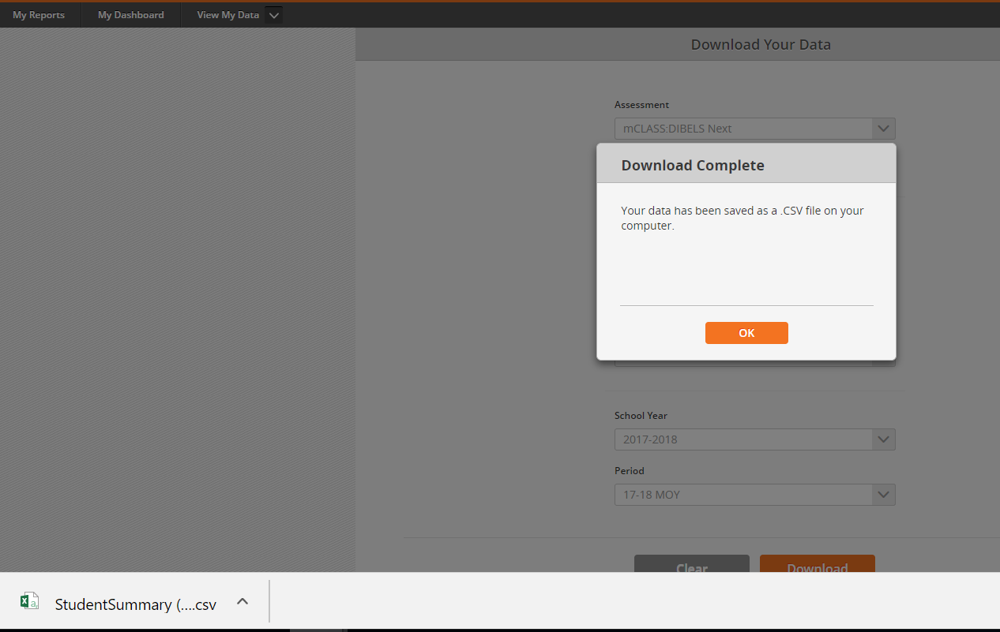 My Reports
My Dashboard
View My Data
Download Your Data
Assessment
mCLASS:DIBELS Next
Download Complete
Your data has been saved as a .CSV file on your
computer.
OK
School Year
2017-2018
Period
17-18 MOY
Clear
Download
StudentSummary (....csv